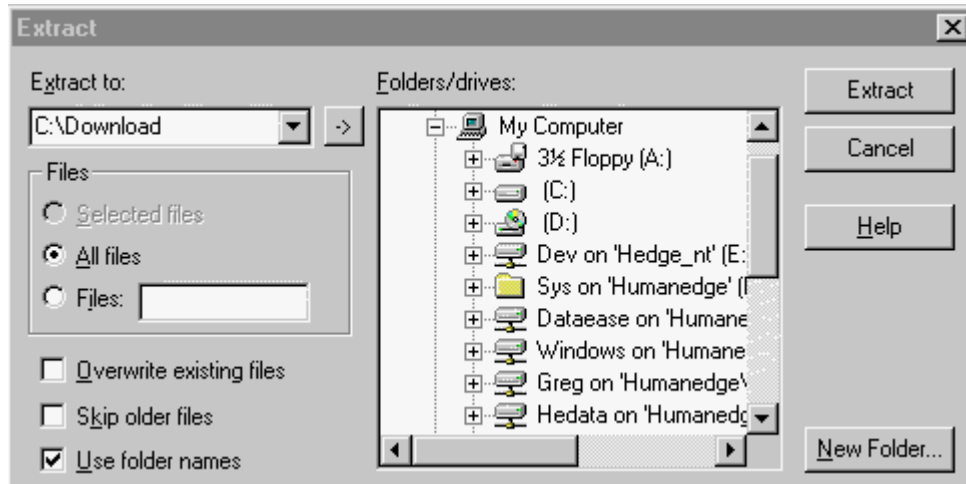 Extract
Extract to:
C:\Download
->
Files
Selected files
All files
Files:
Overwrite existing files
Skip older files
Use folder names
Folders/drives:
My Computer
3½ Floppy (A:)
(C:)
(D:)
Dev on 'Hedge_nt' (E:
Sys on 'Humanedge' (
Dataease on 'Humane
Windows on 'Humane
Greg on 'Humanedge\
Hedata on 'Humanedg
Extract
Cancel
Help
New Folder...